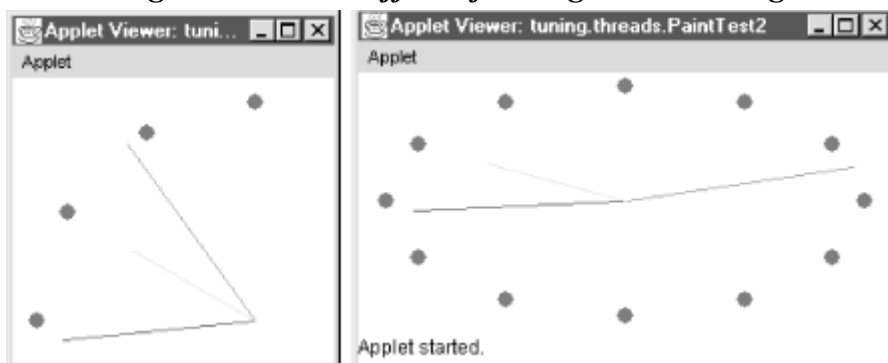 Applet Viewer: tuni...
Applet
Applet Viewer: tuning.threads.PaintTest2
Applet
Applet started.